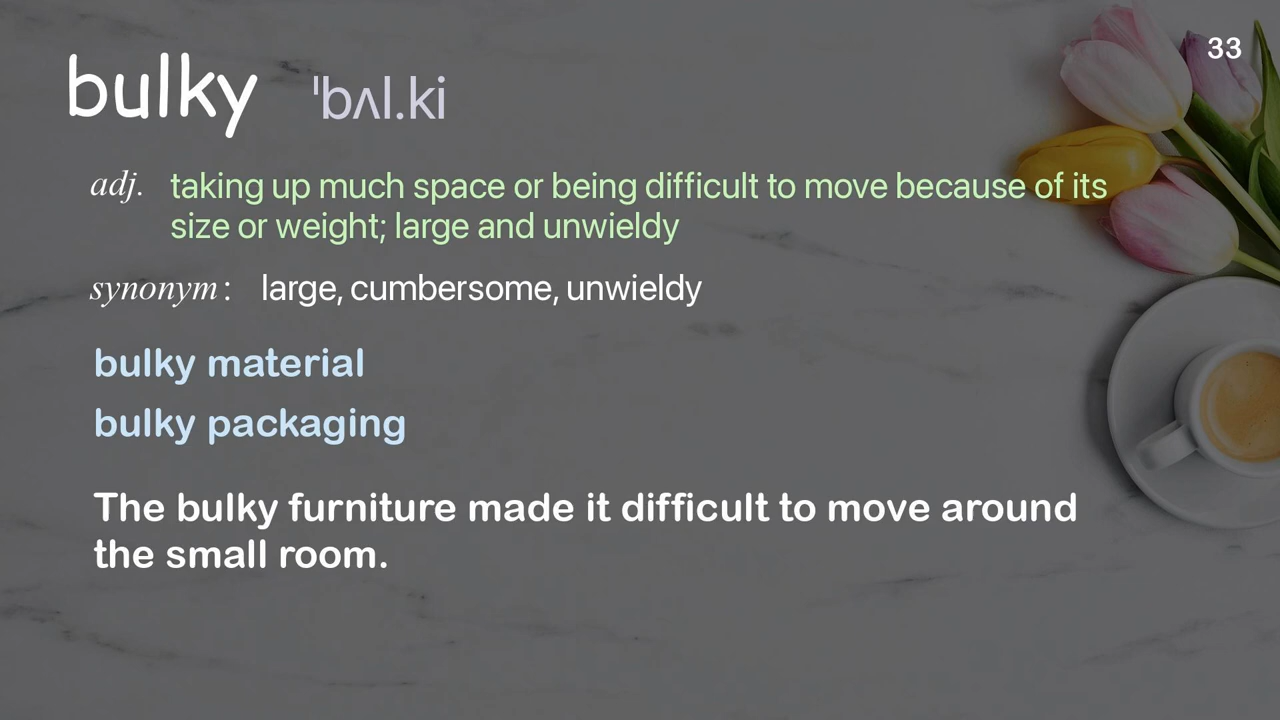 33
bulky ˈbʌl.ki
adj. taking up much space or being difficult to move because of its
size or weight; large and unwieldy
synonym: large, cumbersome, unwieldy
bulky material
bulky packaging
The bulky furniture made it difficult to move around
the small room.